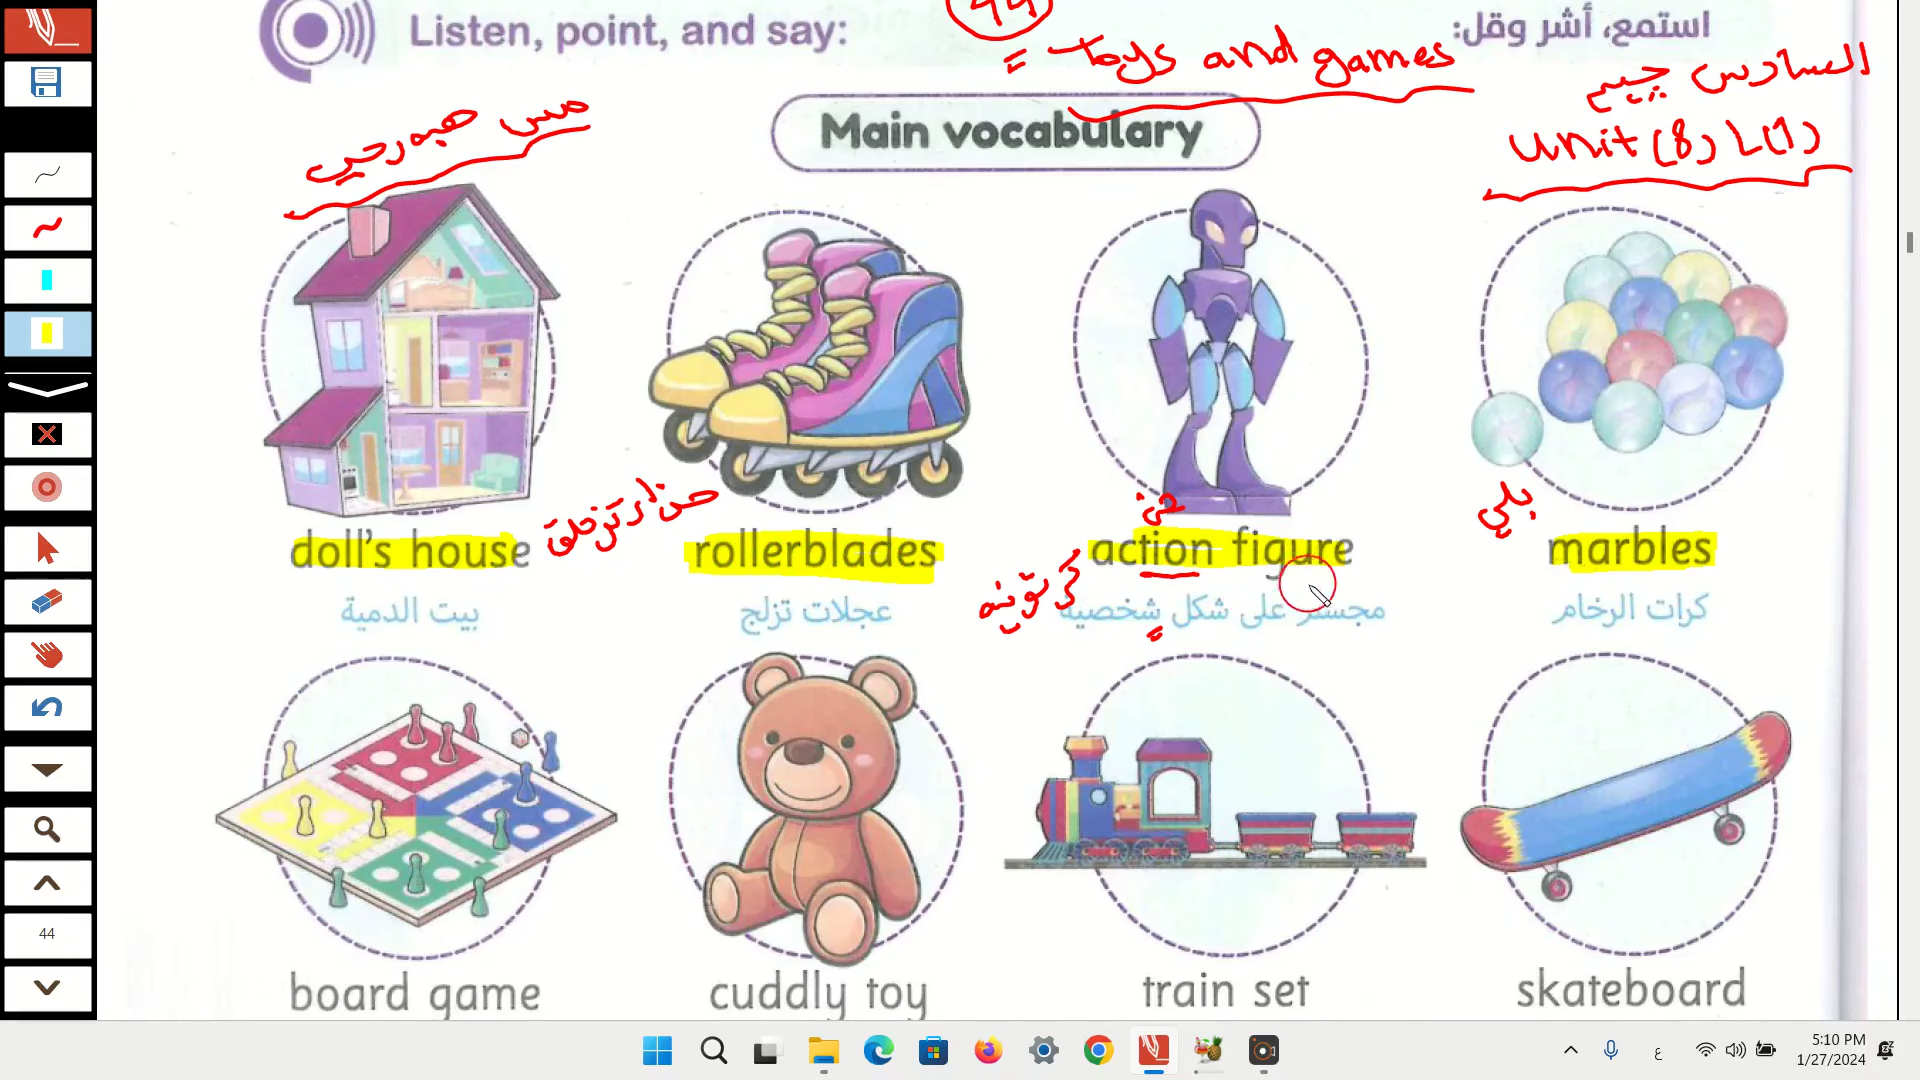 Listen, point, and say:
استمع، أشر وقل:
= toys and games
السادس جيم
unit (8) L(1)
Main vocabulary
بلي
doll's house
rollerblades
action figure
marbles
بيت الدمية
عجلات تزلج
مجسم على شكل شخصية
كرتونيه
كرات الرخام
board game
cuddly toy
train set
skateboard
44
5:10 PM
1/27/2024